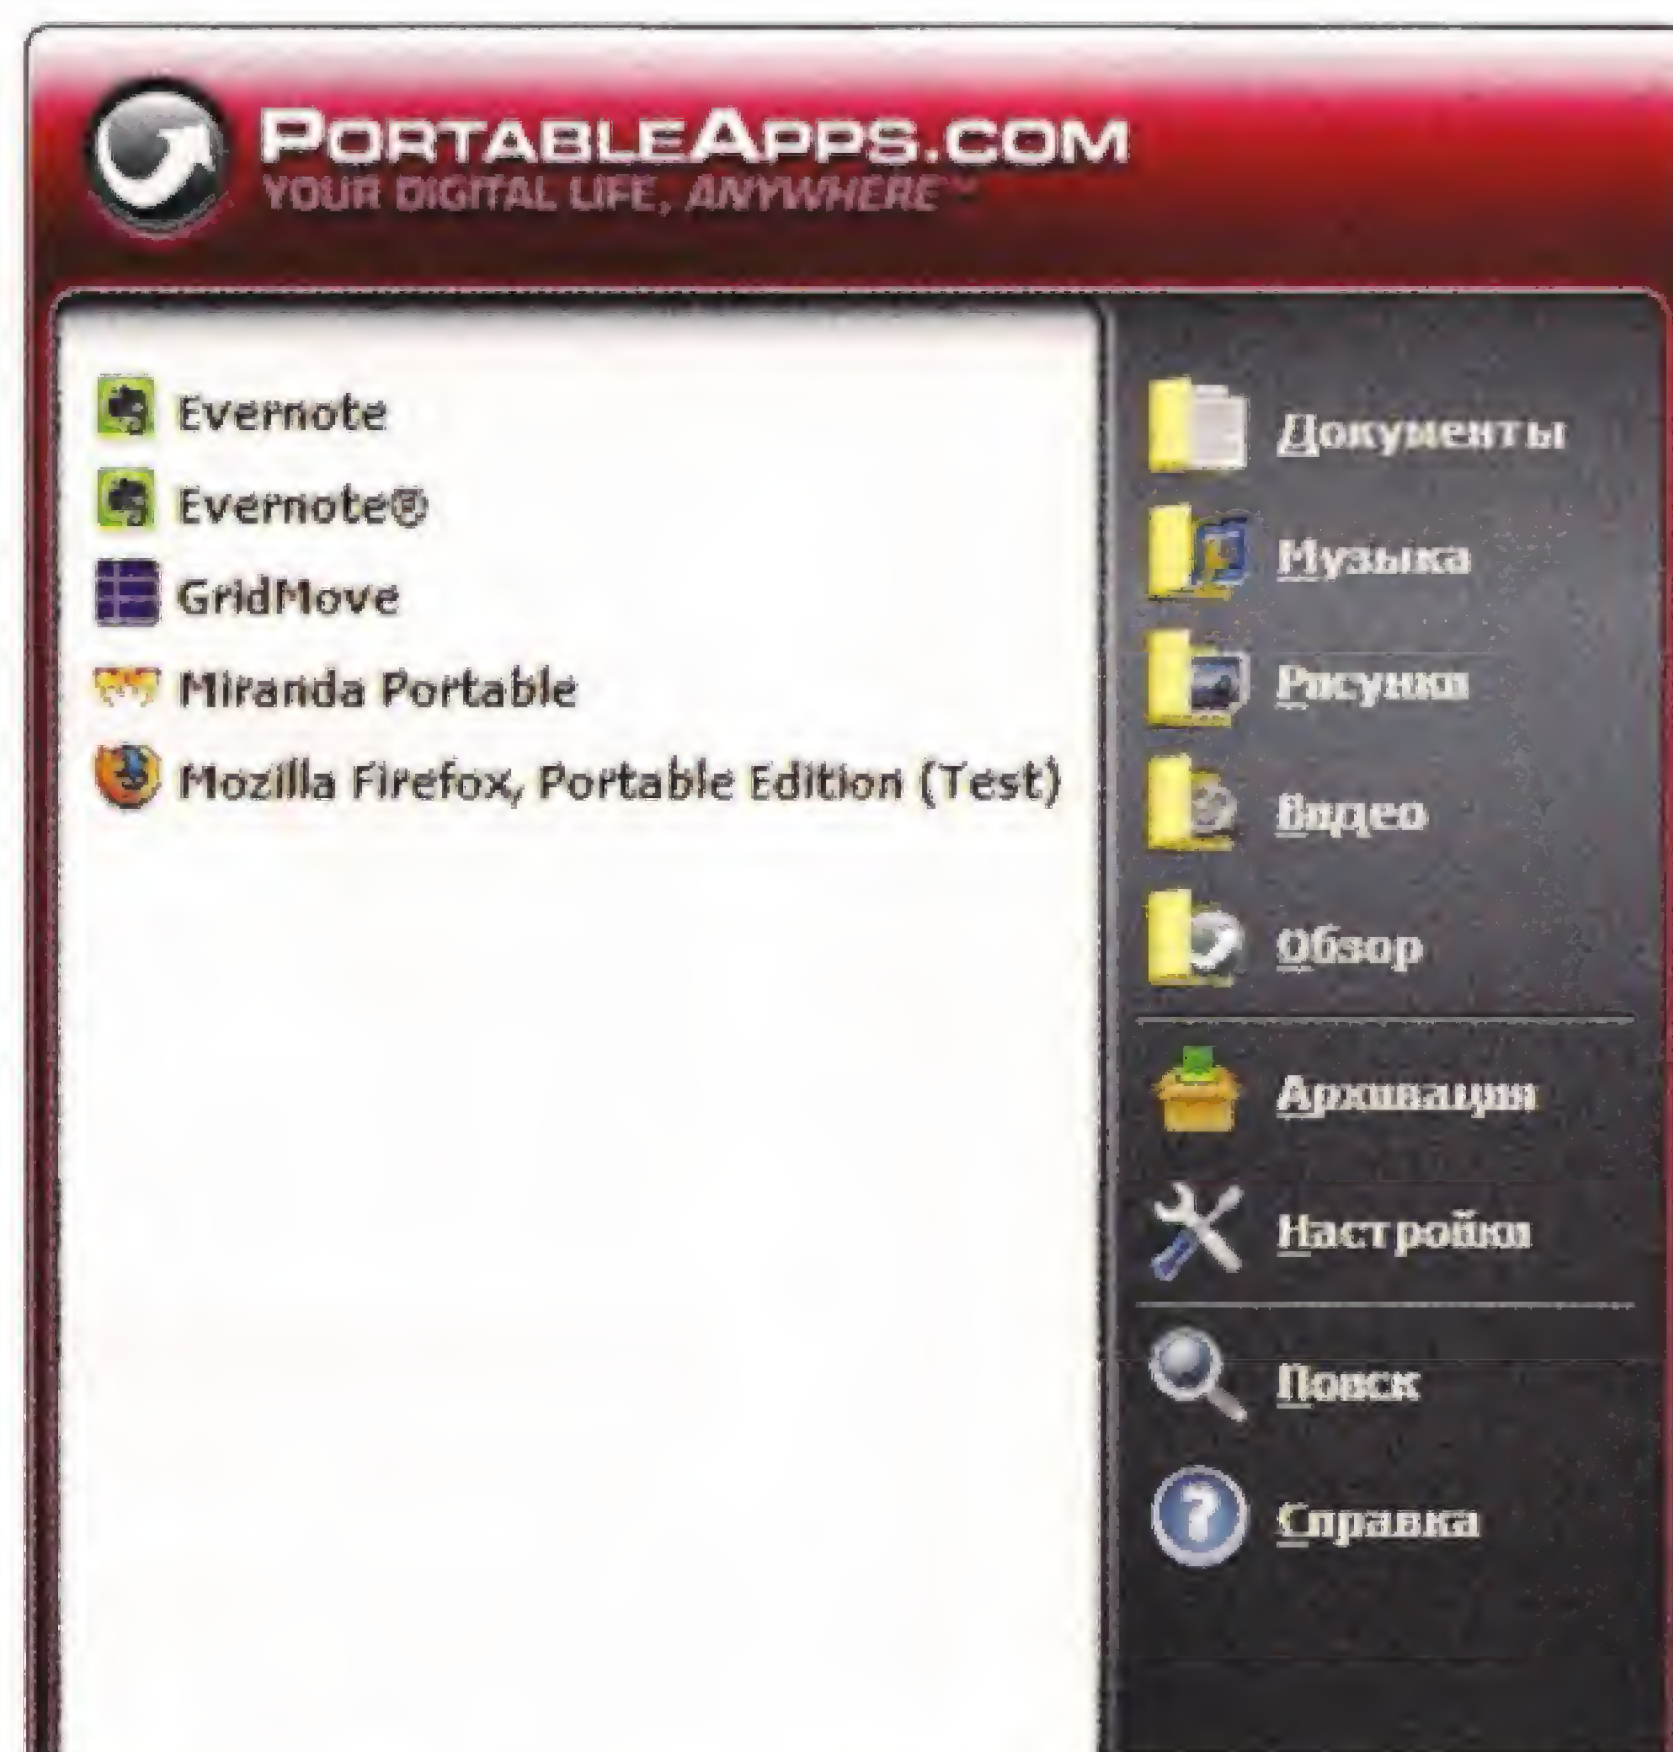 PORTABLEAPPS.COM
YOUR DIGITAL LIFE, ANYWHERE™
Evernote
Evernote®
GridMove
Miranda Portable
Mozilla Firefox, Portable Edition (Test)
Документы
Музыка
Рисунки
Видео
Обзор
Архивация
Настройки
Поиск
Справка